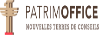 PATRIMOFFICE
NOUVELLES TERRES DE CONSEILS